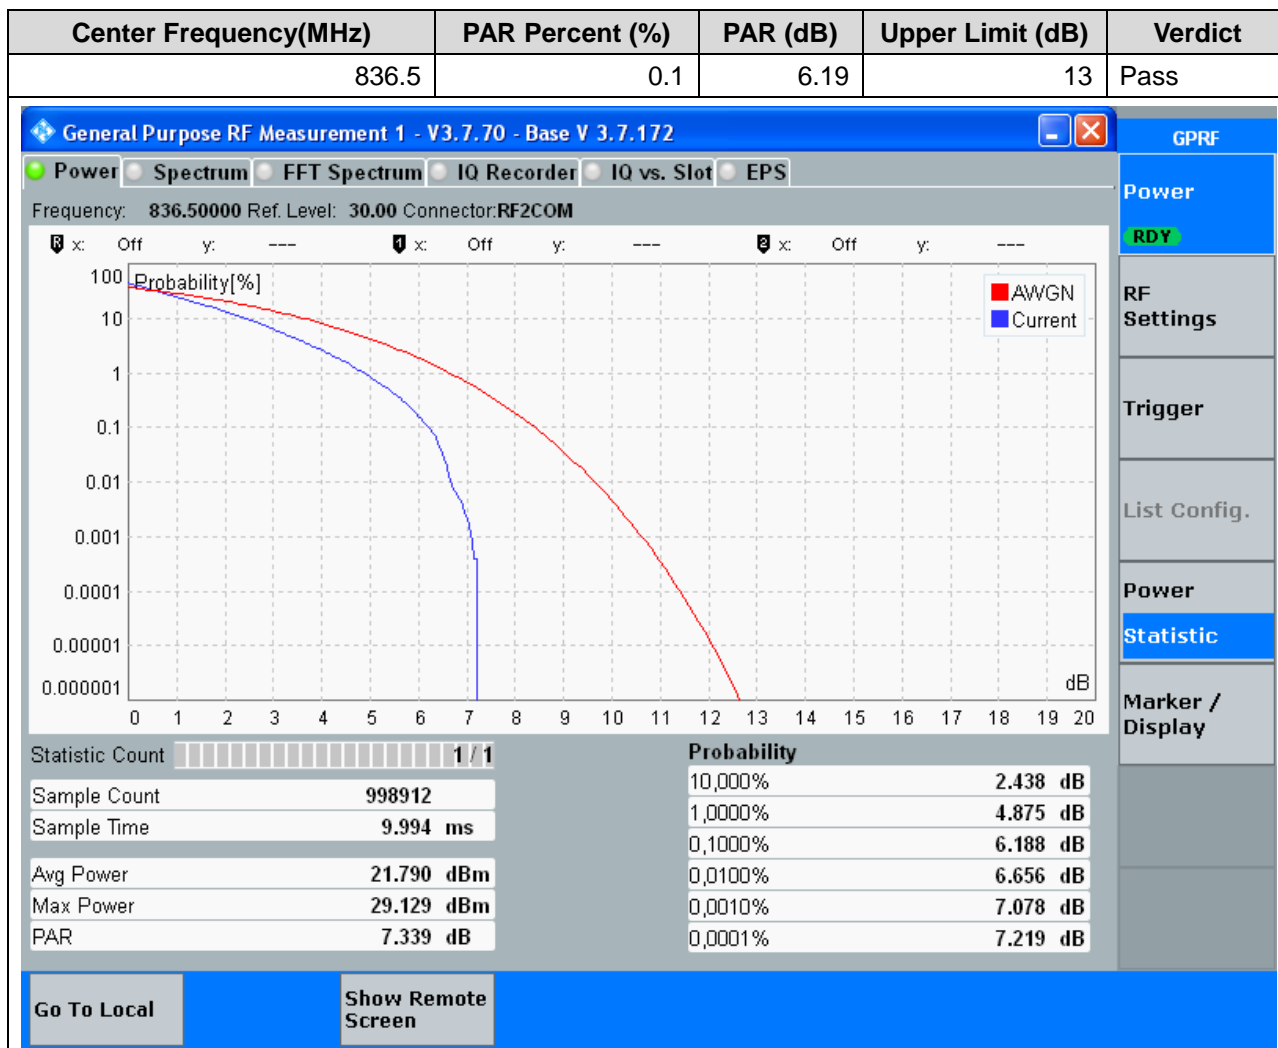 Center Frequency(MHz) PAR Percent (%) PAR (dB) Upper Limit (dB) Verdict
836.5 0.1 6.19 13 Pass
General Purpose RF Measurement 1 - V3.7.70 - Base V 3.7.172
GPRF
Power Spectrum FFT Spectrum IQ Recorder IQ vs. Slot EPS
Frequency: 836.50000 Ref. Level: 30.00 Connector:RF2COM
R x: Off y: --- 1 x: Off y: --- 2 x: Off y: ---
Probability[%]
100
10
1
0.1
0.01
0.001
0.0001
0.00001
0.000001
AWGN
Current
dB
0 1 2 3 4 5 6 7 8 9 10 11 12 13 14 15 16 17 18 19 20
Statistic Count 1 / 1
Sample Count 998912
Sample Time 9.994 ms
Avg Power 21.790 dBm
Max Power 29.129 dBm
PAR 7.339 dB
Probability
10,000% 2.438 dB
1,0000% 4.875 dB
0,1000% 6.188 dB
0,0100% 6.656 dB
0,0010% 7.078 dB
0,0001% 7.219 dB
Power
RDY
RF
Settings
Trigger
List Config.
Power
Statistic
Marker /
Display
Go To Local
Show Remote
Screen